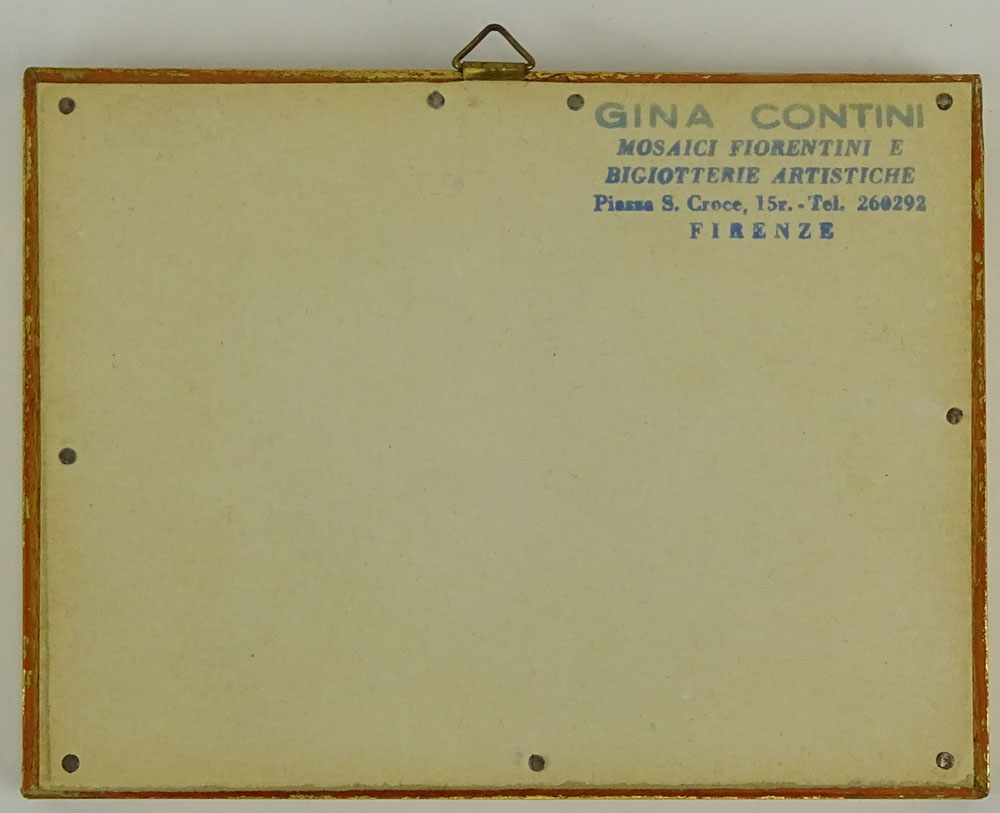 GINA CONTINI
MOSAICI FIORENTINI E
BIGIOTTERIE ARTISTICHE
Piazza S. Croce, 15r. - Tel. 260292
FIRENZE